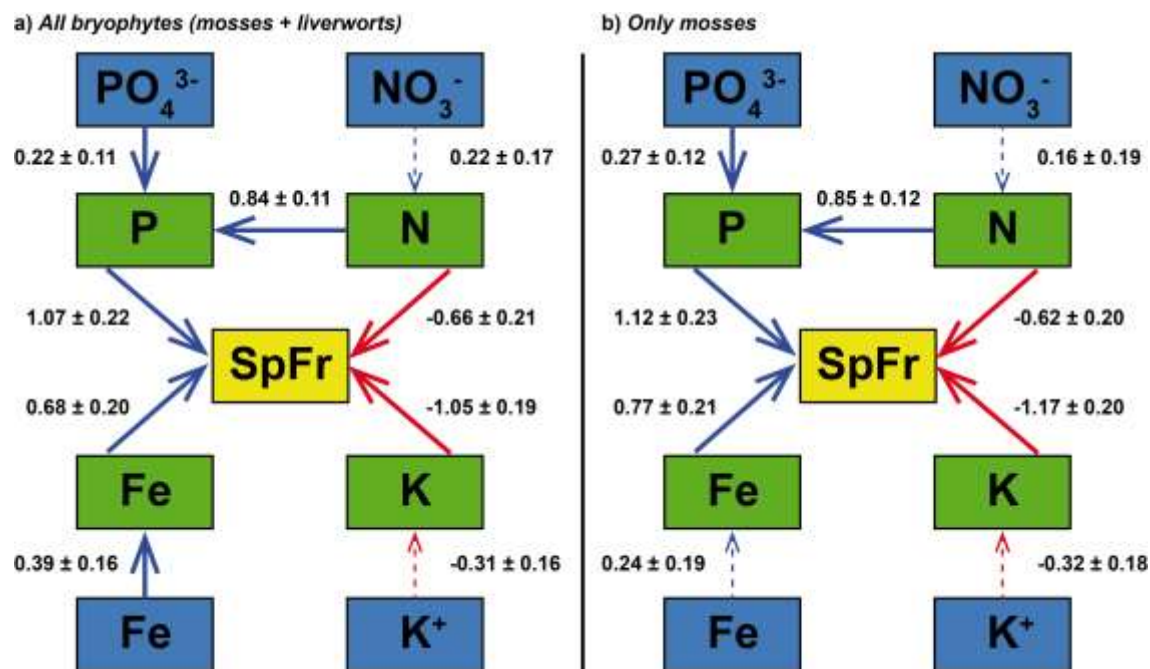 a) All bryophytes (mosses + liverworts)
PO₄³⁻
NO₃⁻
0.22 ± 0.11
0.22 ± 0.17
0.84 ± 0.11
P
N
1.07 ± 0.22
-0.66 ± 0.21
SpFr
0.68 ± 0.20
-1.05 ± 0.19
Fe
K
0.39 ± 0.16
-0.31 ± 0.16
Fe
K⁺
b) Only mosses
PO₄³⁻
NO₃⁻
0.27 ± 0.12
0.16 ± 0.19
0.85 ± 0.12
P
N
1.12 ± 0.23
-0.62 ± 0.20
SpFr
0.77 ± 0.21
-1.17 ± 0.20
Fe
K
0.24 ± 0.19
-0.32 ± 0.18
Fe
K⁺